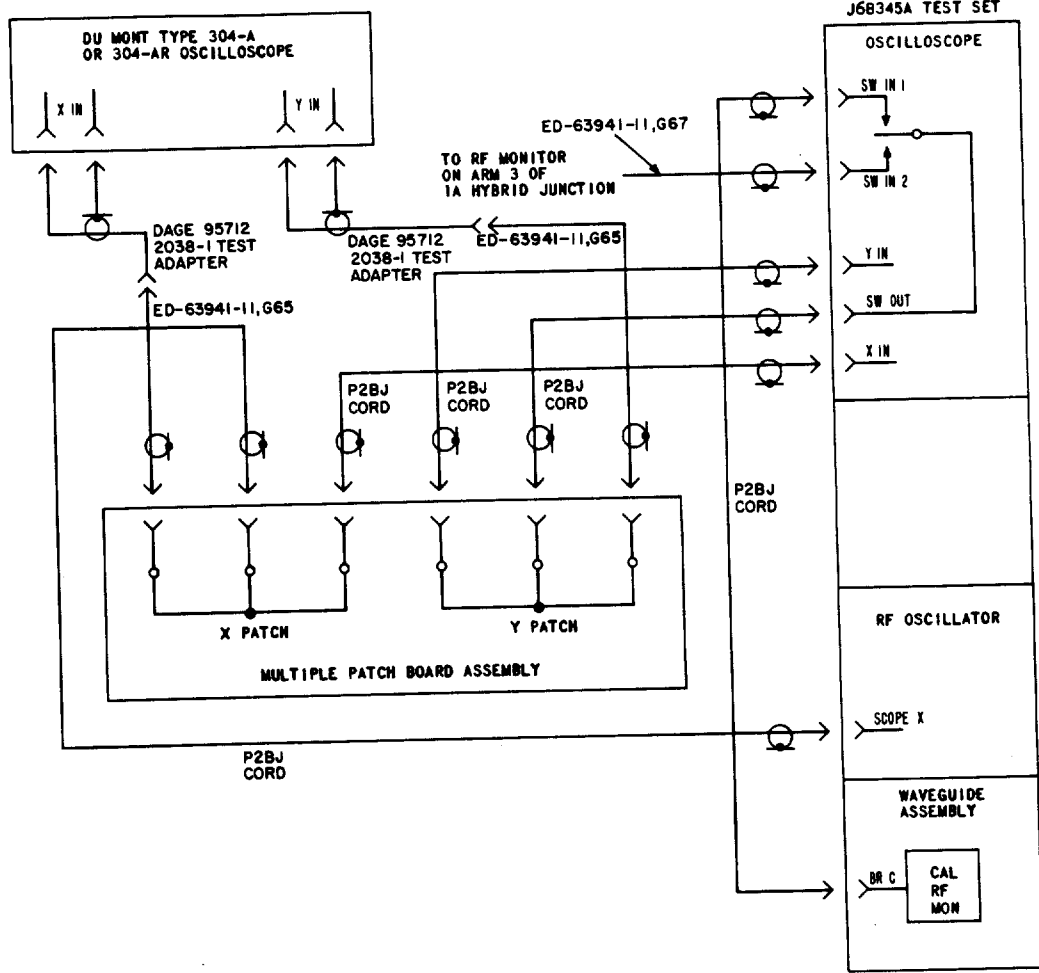 J68345A TEST SET
DU MONT TYPE 304-A
OR 304-AR OSCILLOSCOPE
X IN
Y IN
OSCILLOSCOPE
SW IN 1
SW IN 2
ED-63941-11,G67
TO RF MONITOR
ON ARM 3 OF
1A HYBRID JUNCTION
DAGE 95712
2038-1 TEST
ADAPTER
DAGE 95712
2038-1 TEST
ADAPTER
ED-63941-11,G65
ED-63941-11,G65
Y IN
SW OUT
X IN
P2BJ
CORD
P2BJ
CORD
P2BJ
CORD
P2BJ
CORD
X PATCH
Y PATCH
MULTIPLE PATCH BOARD ASSEMBLY
RF OSCILLATOR
SCOPE X
P2BJ
CORD
WAVEGUIDE
ASSEMBLY
BR C
CAL
RF
MON